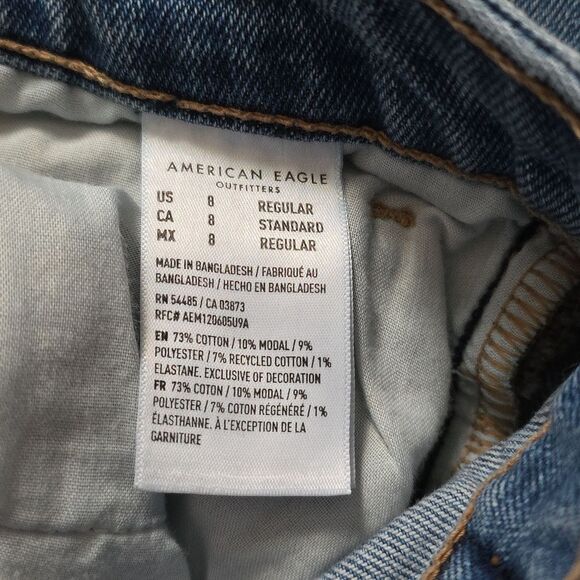 AMERICAN EAGLE
OUTFITTERS
US 8 REGULAR
CA 8 STANDARD
MX 8 REGULAR
MADE IN BANGLADESH / FABRIQUÉ AU
BANGLADESH / HECHO EN BANGLADESH
RN 54485 / CA 03873
RFC# AEM120605U9A
EN 73% COTTON / 10% MODAL / 9%
POLYESTER / 7% RECYCLED COTTON / 1%
ELASTANE. EXCLUSIVE OF DECORATION
FR 73% COTON / 10% MODAL / 9%
POLYESTER / 7% COTON RÉGÉNÉRÉ / 1%
ÉLASTHANNE. À L'EXCEPTION DE LA
GARNITURE